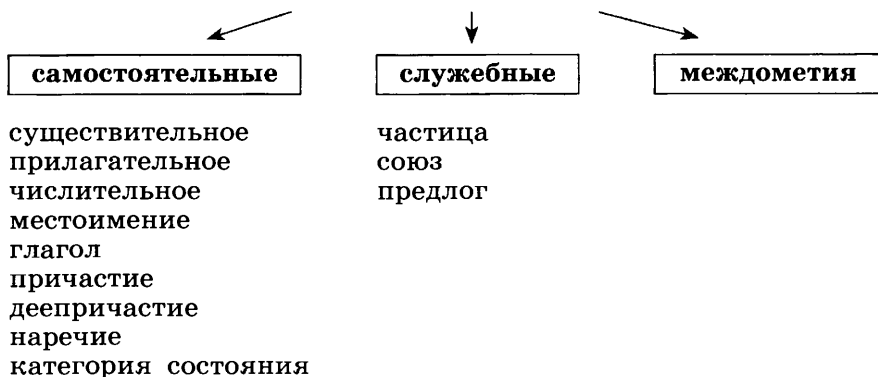 самостоятельные служебные междометия
существительное частица
прилагательное союз
числительное предлог
местоимение
глагол
причастие
деепричастие
наречие
категория состояния